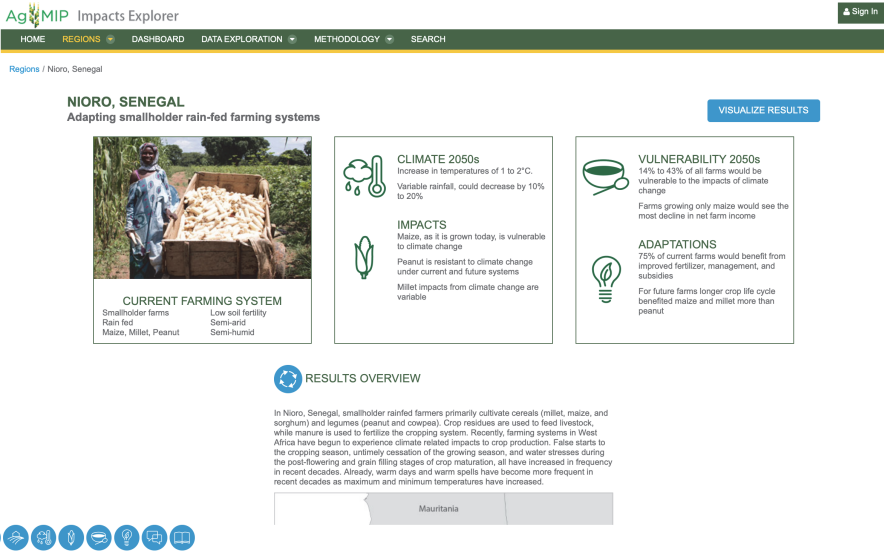 AgMIP Impacts Explorer
Sign In
HOME REGIONS DASHBOARD DATA EXPLORATION METHODOLOGY SEARCH
Regions / Nioro, Senegal
NIORO, SENEGAL
Adapting smallholder rain-fed farming systems
VISUALIZE RESULTS
CURRENT FARMING SYSTEM
Smallholder farms Low soil fertility
Rain fed Semi-arid
Maize, Millet, Peanut Semi-humid
CLIMATE 2050s
Increase in temperatures of 1 to 2°C.
Variable rainfall, could decrease by 10%
to 20%
IMPACTS
Maize, as it is grown today, is vulnerable
to climate change
Peanut is resistant to climate change
under current and future systems
Millet impacts from climate change are
variable
VULNERABILITY 2050s
14% to 43% of all farms would be
vulnerable to the impacts of climate
change
Farms growing only maize would see the
most decline in net farm income
ADAPTATIONS
75% of current farms would benefit from
improved fertilizer, management, and
subsidies
For future farms longer crop life cycle
benefited maize and millet more than
peanut
RESULTS OVERVIEW
In Nioro, Senegal, smallholder rainfed farmers primarily cultivate cereals (millet, maize, and
sorghum) and legumes (peanut and cowpea). Crop residues are used to feed livestock,
while manure is used to fertilize the cropping system. Recently, farming systems in West
Africa have begun to experience climate related impacts to crop production. False starts to
the cropping season, untimely cessation of the growing season, and water stresses during
the post-flowering and grain filling stages of crop maturation, all have increased in frequency
in recent decades. Already, warm days and warm spells have become more frequent in
recent decades as maximum and minimum temperatures have increased.
Mauritania